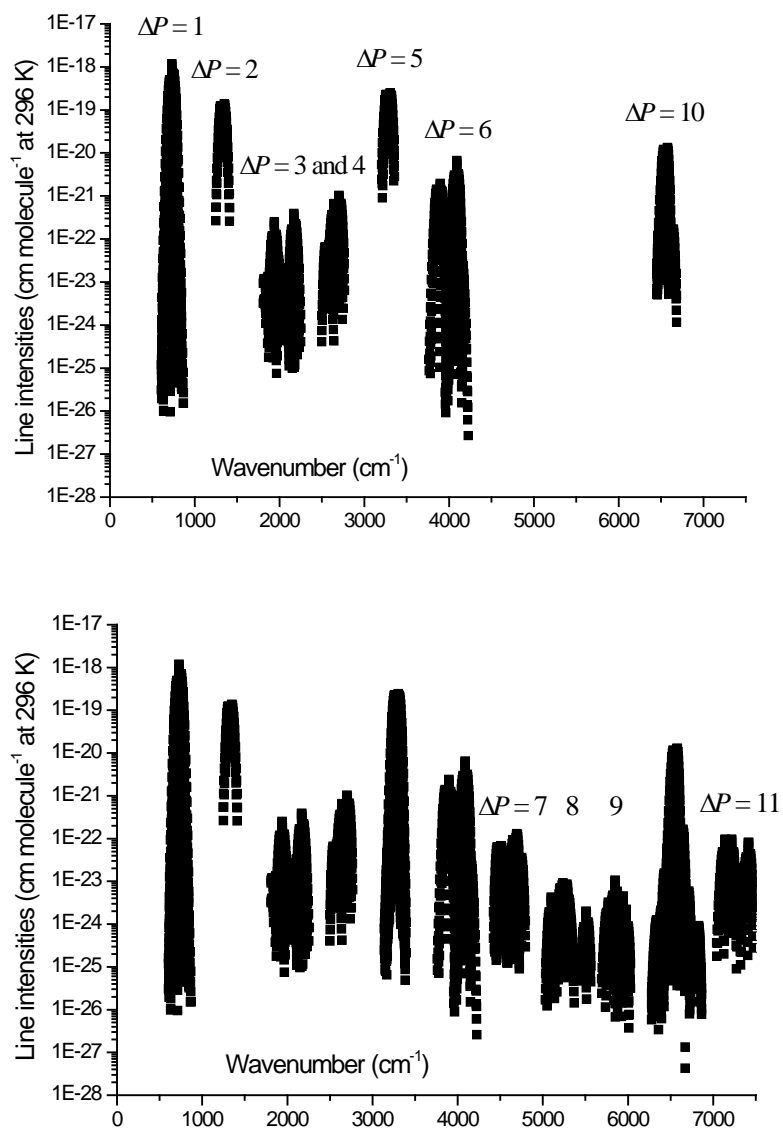 1E-17
ΔP = 1
1E-18
ΔP = 2
ΔP = 5
1E-19
ΔP = 6
ΔP = 10
1E-20
ΔP = 3 and 4
1E-21
1E-22
1E-23
1E-24
1E-25
1E-26
1E-27
1E-28
Line intensities (cm molecule⁻¹ at 296 K)
Wavenumber (cm⁻¹)
0 1000 2000 3000 4000 5000 6000 7000
1E-17
1E-18
1E-19
1E-20
1E-21
ΔP = 7 8 9 ΔP = 11
1E-22
1E-23
1E-24
1E-25
1E-26
1E-27
1E-28
Line intensities (cm molecule⁻¹ at 296 K)
Wavenumber (cm⁻¹)
0 1000 2000 3000 4000 5000 6000 7000